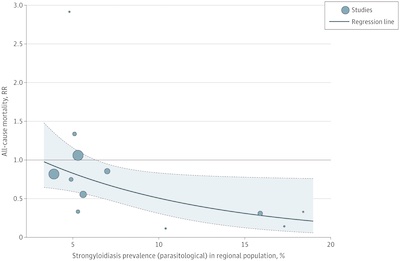 3.0
2.5
2.0
1.5
1.0
0.5
0
All-cause mortality, RR
5
10
15
20
Strongyloidiasis prevalence (parasitological) in regional population, %
Studies
Regression line